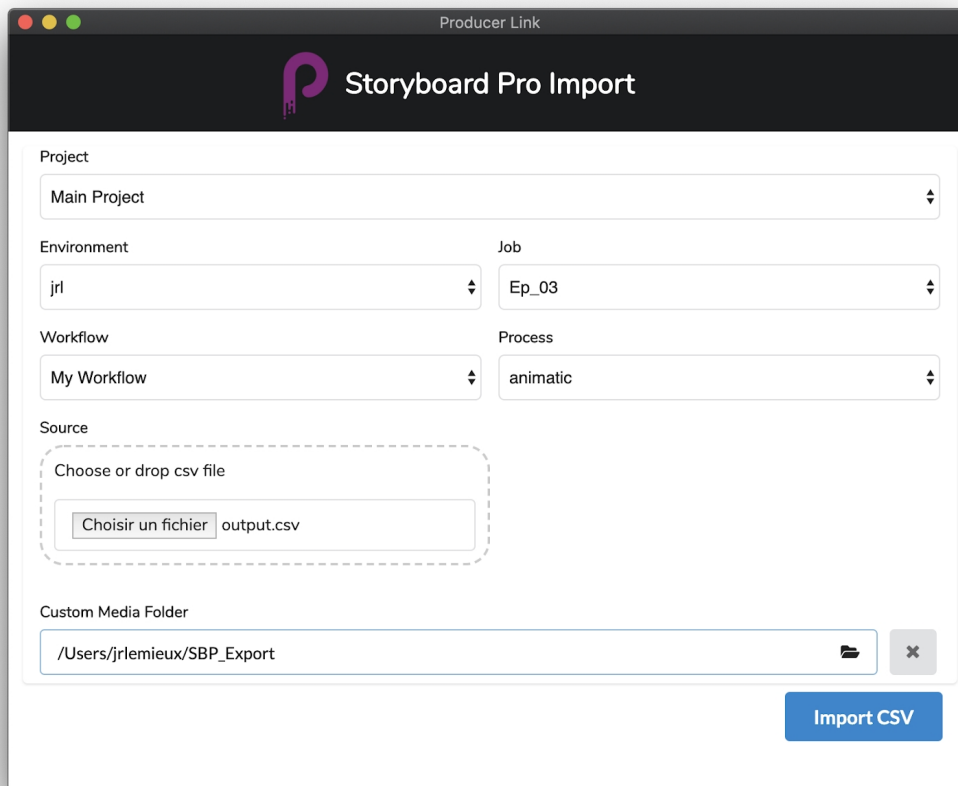 Producer Link
Storyboard Pro Import
Project
Main Project
Environment
Job
jrl
Ep_03
Workflow
Process
My Workflow
animatic
Source
Choose or drop csv file
Choisir un fichier output.csv
Custom Media Folder
/Users/jrlemieux/SBP_Export
Import CSV